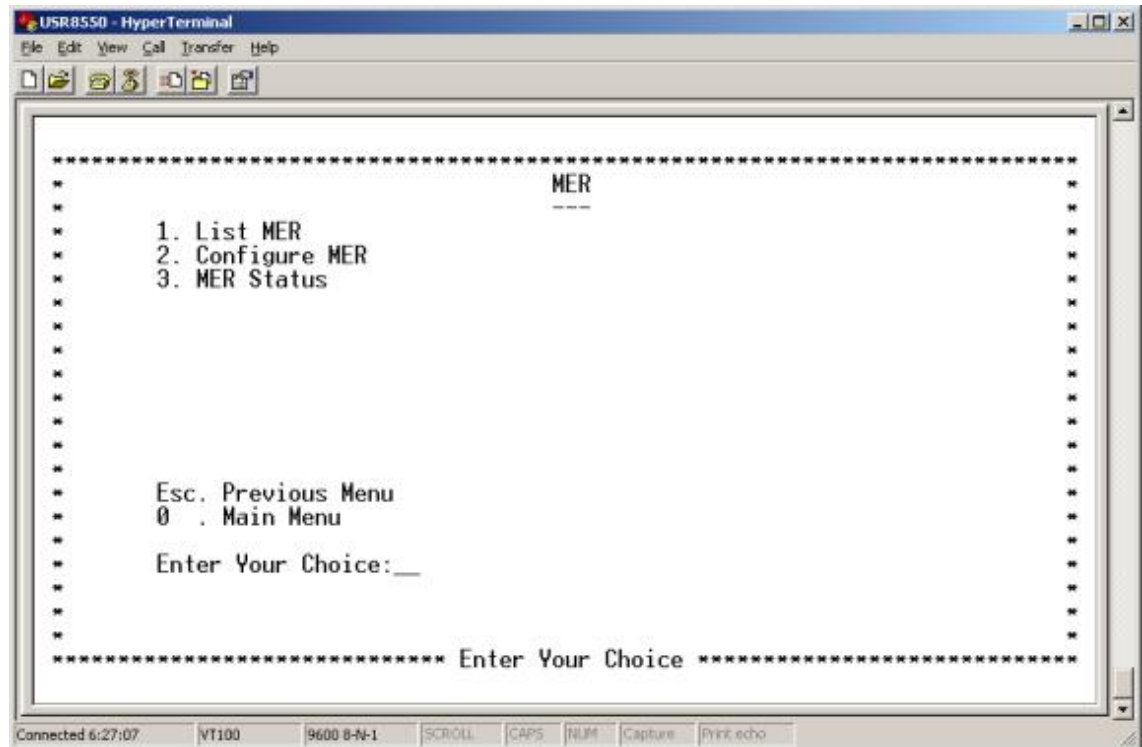 USR8550 - HyperTerminal
File Edit View Call Transfer Help
******************************************************************************
* MER *
* --- *
* 1. List MER *
* 2. Configure MER *
* 3. MER Status *
* *
* *
* *
* *
* *
* *
* *
* *
* Esc. Previous Menu *
* 0 . Main Menu *
* *
* Enter Your Choice:__ *
* *
* *
* *
****************************** Enter Your Choice *****************************
Connected 6:27:07 VT100 9600 8-N-1 SCROLL CAPS NUM Capture Print echo